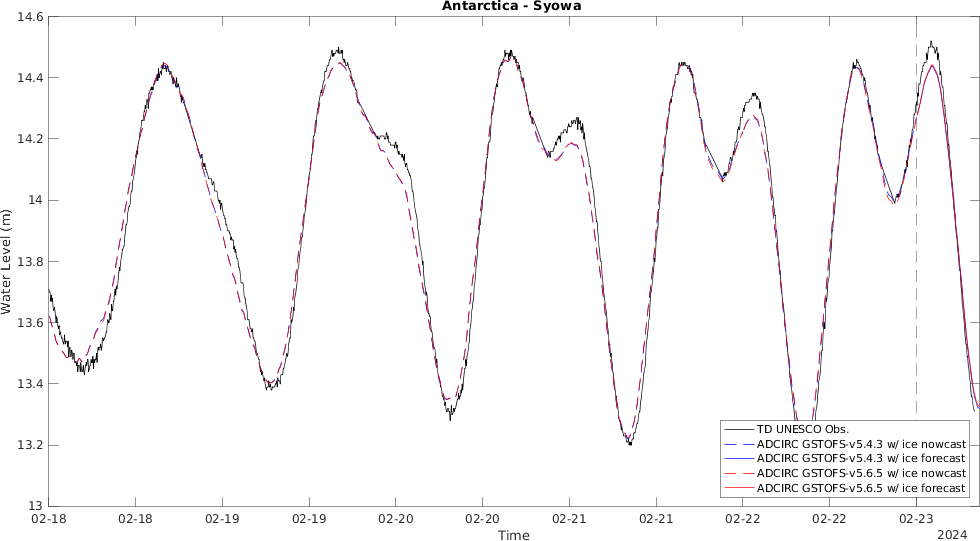 Antarctica - Syowa
14.6
14.4
14.2
14
13.8
13.6
13.4
13.2
13
Water Level (m)
TD UNESCO Obs.
ADCIRC GSTOFS-v5.4.3 w/ ice nowcast
ADCIRC GSTOFS-v5.4.3 w/ ice forecast
ADCIRC GSTOFS-v5.6.5 w/ ice nowcast
ADCIRC GSTOFS-v5.6.5 w/ ice forecast
02-18 02-18 02-19 02-19 02-20 02-20 02-21 02-21 02-22 02-22 02-23
Time
2024